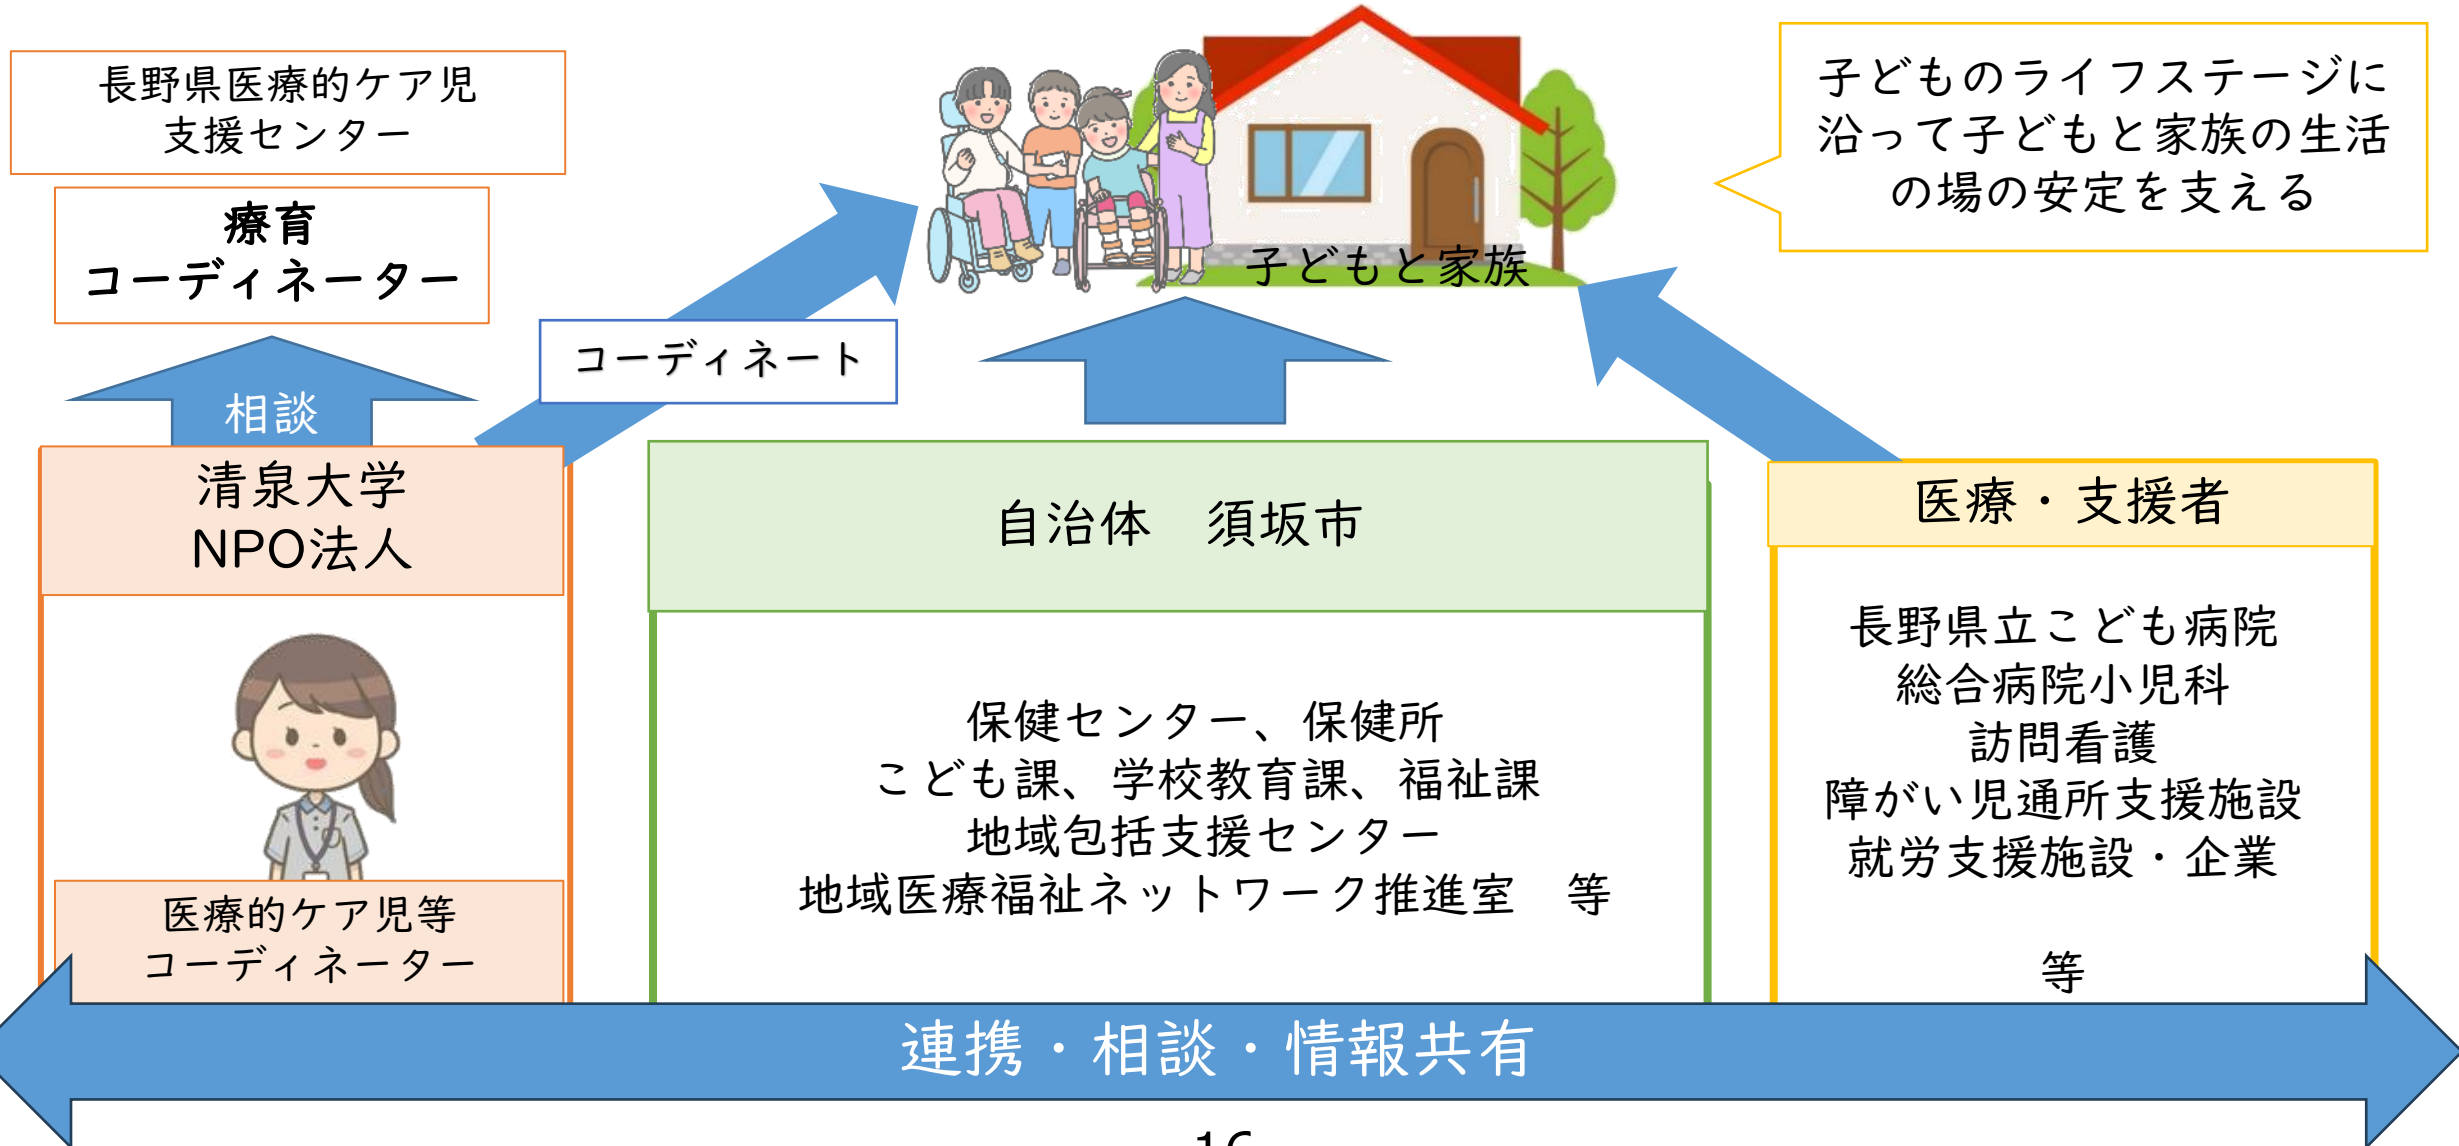 長野県医療的ケア児
支援センター
療育
コーディネーター
相談
コーディネート
子どもと家族
子どものライフステージに
沿って子どもと家族の生活
の場の安定を支える
清泉大学
NPO法人
医療的ケア児等
コーディネーター
自治体　須坂市
保健センター、保健所
こども課、学校教育課、福祉課
地域包括支援センター
地域医療福祉ネットワーク推進室　等
医療・支援者
長野県立こども病院
総合病院小児科
訪問看護
障がい児通所支援施設
就労支援施設・企業
等
連携・相談・情報共有
16